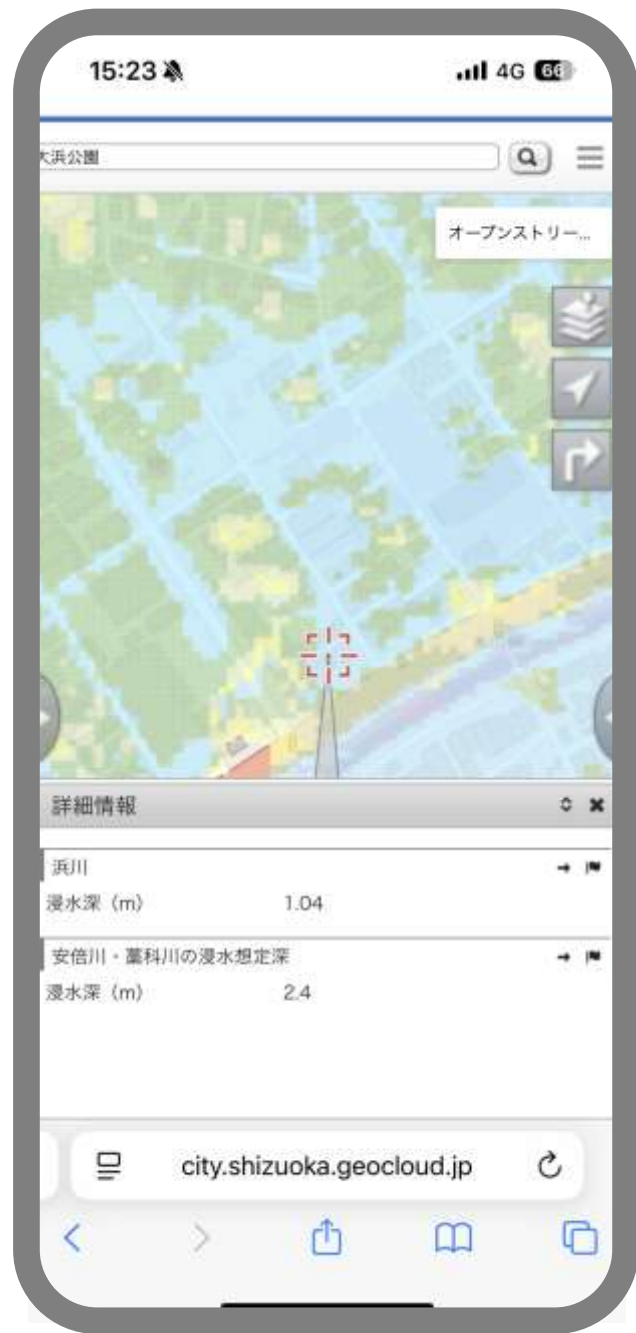 15:23
4G 66
大浜公園
オープンストリー...
詳細情報
浜川
浸水深（m） 1.04
安倍川・藁科川の浸水想定深
浸水深（m） 2.4
city.shizuoka.geocloud.jp